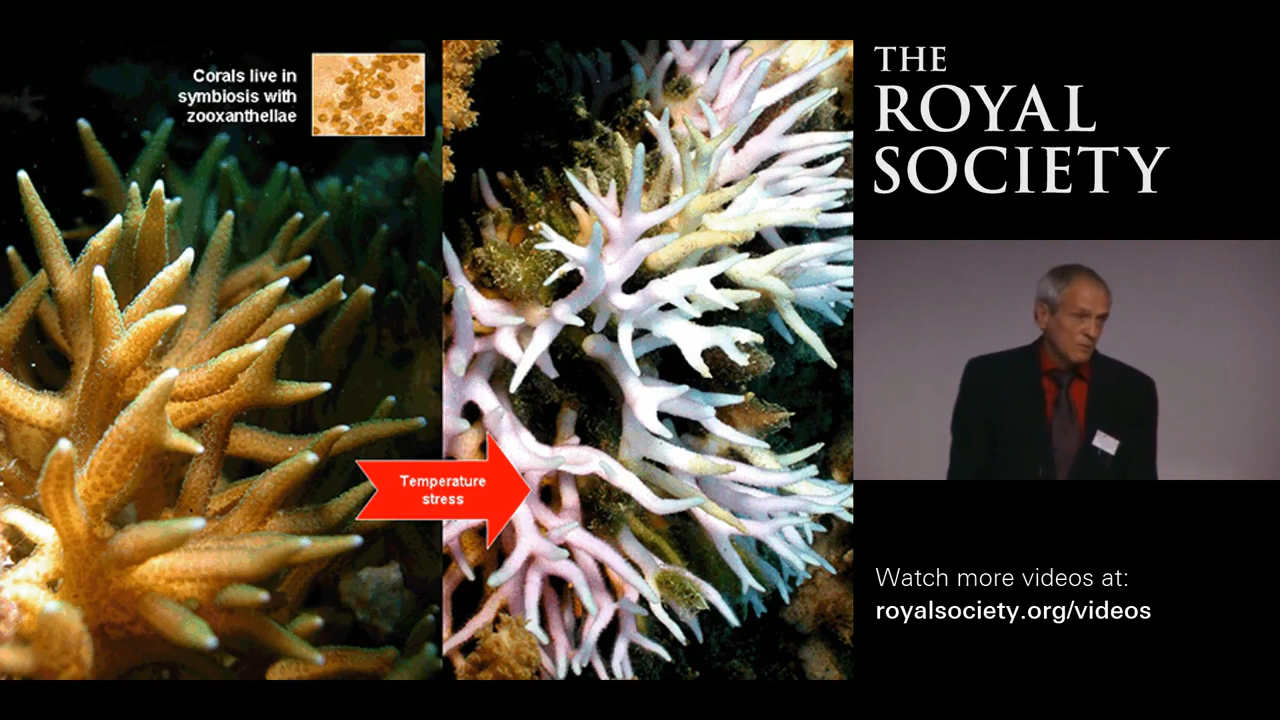 Corals live in
symbiosis with
zooxanthellae
Temperature
stress
THE
ROYAL
SOCIETY
Watch more videos at:
royalsociety.org/videos